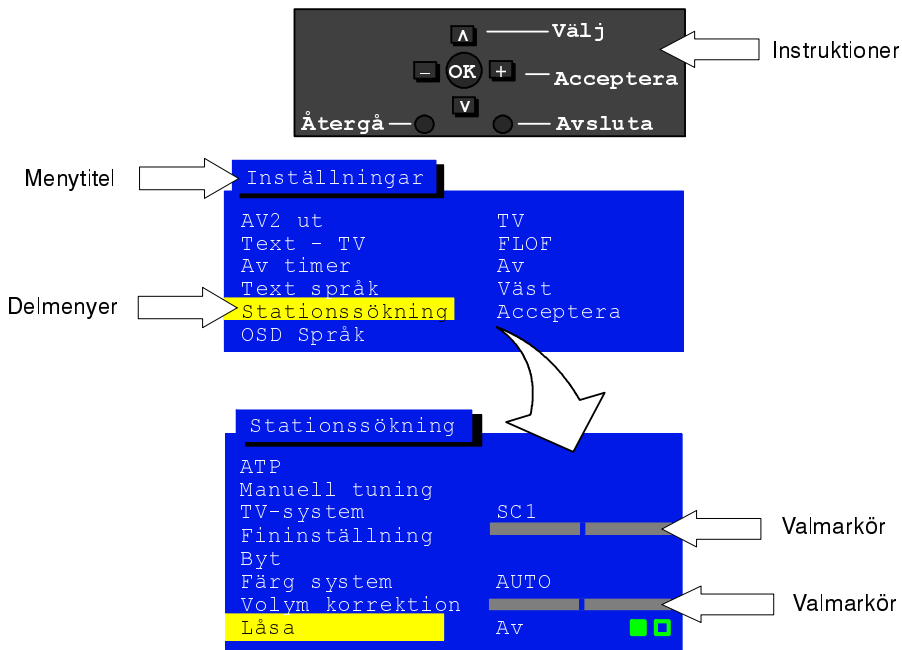 Välj
Instruktioner
− OK +
Acceptera
Återgå
Avsluta
Menytitel
Inställningar
AV2 ut TV
Text - TV FLOF
Av timer Av
Text språk Väst
Delmenyer
Stationssökning Acceptera
OSD Språk
Stationssökning
ATP
Manuell tuning
TV-system SC1
Fininställning
Valmarkör
Byt
Färg system AUTO
Volym korrektion
Valmarkör
Låsa Av